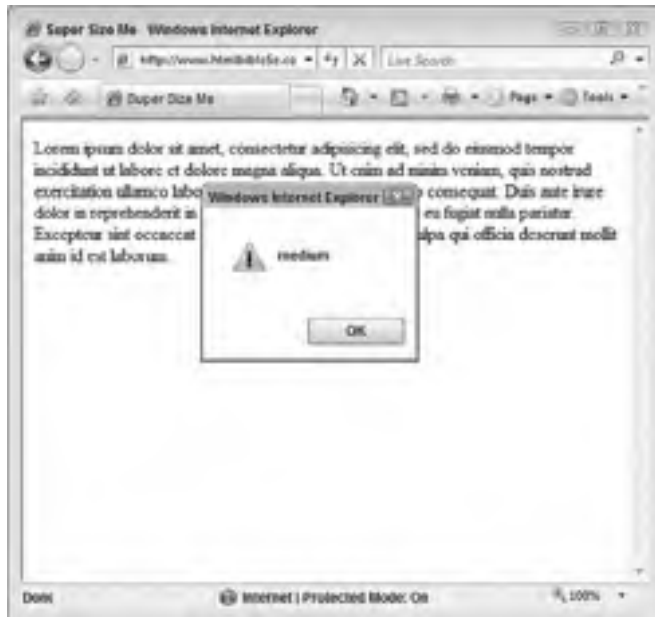 Super Size Me Windows Internet Explorer
Live Search
Super Size Me
Page Tools
Lorem ipsum dolor sit amet, consectetur adipisicing elit, sed do eiusmod tempor
incididunt ut labore et dolore magna aliqua. Ut enim ad minim veniam, quis nostrud
exercitation ullamco labo consequat. Duis aute irure
dolor in reprehenderit in eu fugiat nulla pariatur.
Excepteur sint occaecat ulpa qui officia deserunt mollit
anim id est laborum.
Windows Internet Explorer
medium
OK
Done Internet | Protected Mode: On 100%